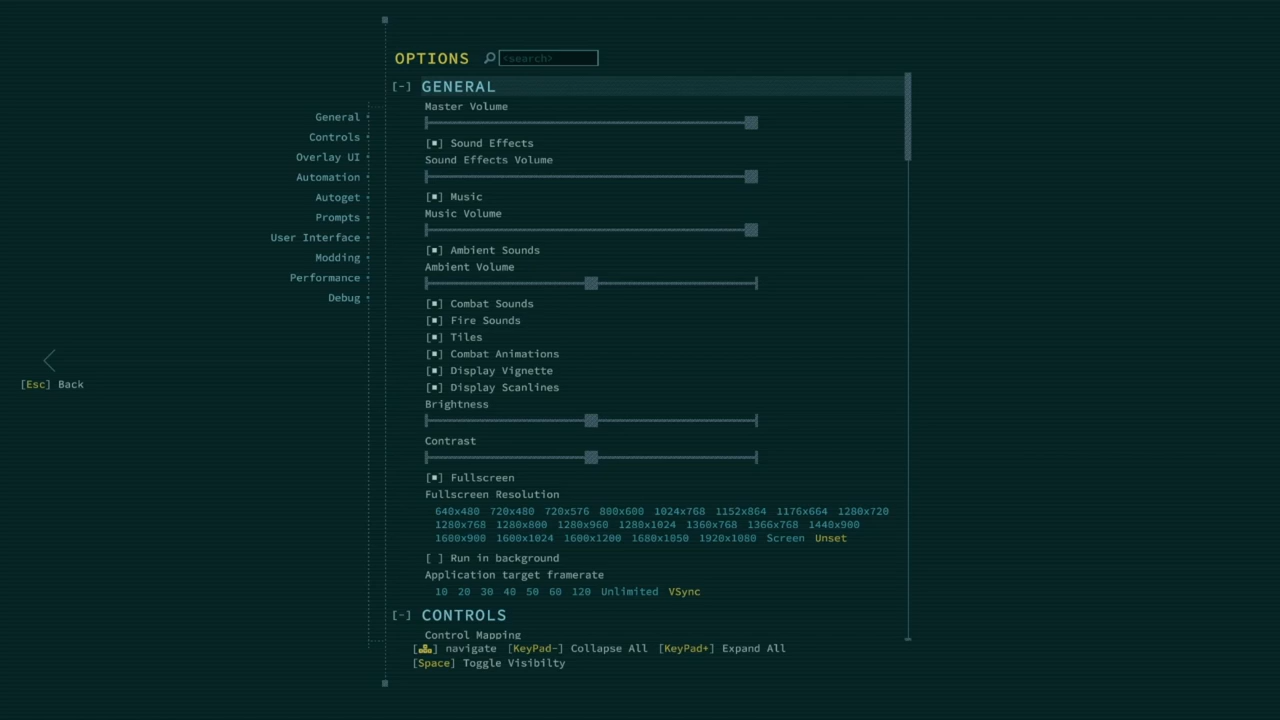 OPTIONS <search>
[-] GENERAL
Master Volume
[■] Sound Effects
Sound Effects Volume
[■] Music
Music Volume
[■] Ambient Sounds
Ambient Volume
[■] Combat Sounds
[■] Fire Sounds
[■] Tiles
[■] Combat Animations
[■] Display Vignette
[■] Display Scanlines
Brightness
Contrast
[■] Fullscreen
Fullscreen Resolution
640x480 720x480 720x576 800x600 1024x768 1152x864 1176x664 1280x720
1280x768 1280x800 1280x960 1280x1024 1360x768 1366x768 1440x900
1600x900 1600x1024 1600x1200 1680x1050 1920x1080 Screen Unset
[ ] Run in background
Application target framerate
10 20 30 40 50 60 120 Unlimited VSync
[-] CONTROLS
Control Mapping
[] navigate [KeyPad-] Collapse All [KeyPad+] Expand All
[Space] Toggle Visibilty
General
Controls
Overlay UI
Automation
Autoget
Prompts
User Interface
Modding
Performance
Debug
[Esc] Back